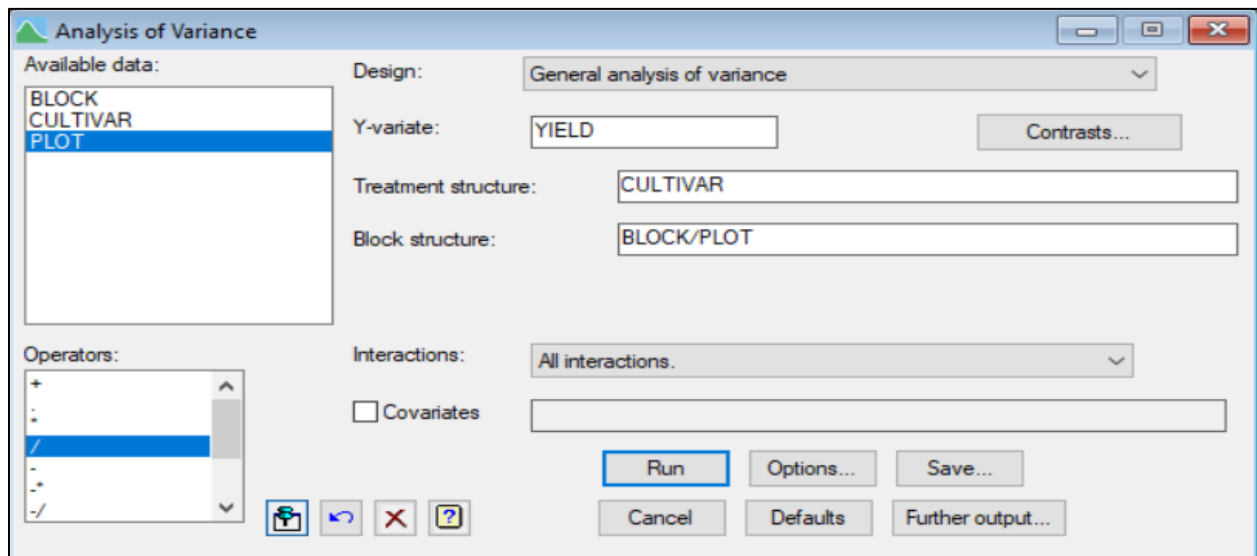 Analysis of Variance
Available data:
BLOCK
CULTIVAR
PLOT
Design:
General analysis of variance
Y-variate:
YIELD
Contrasts...
Treatment structure:
CULTIVAR
Block structure:
BLOCK/PLOT
Operators:
+
.
*
/
-
-*
-/
Interactions:
All interactions.
Covariates
Run
Options...
Save...
Cancel
Defaults
Further output...